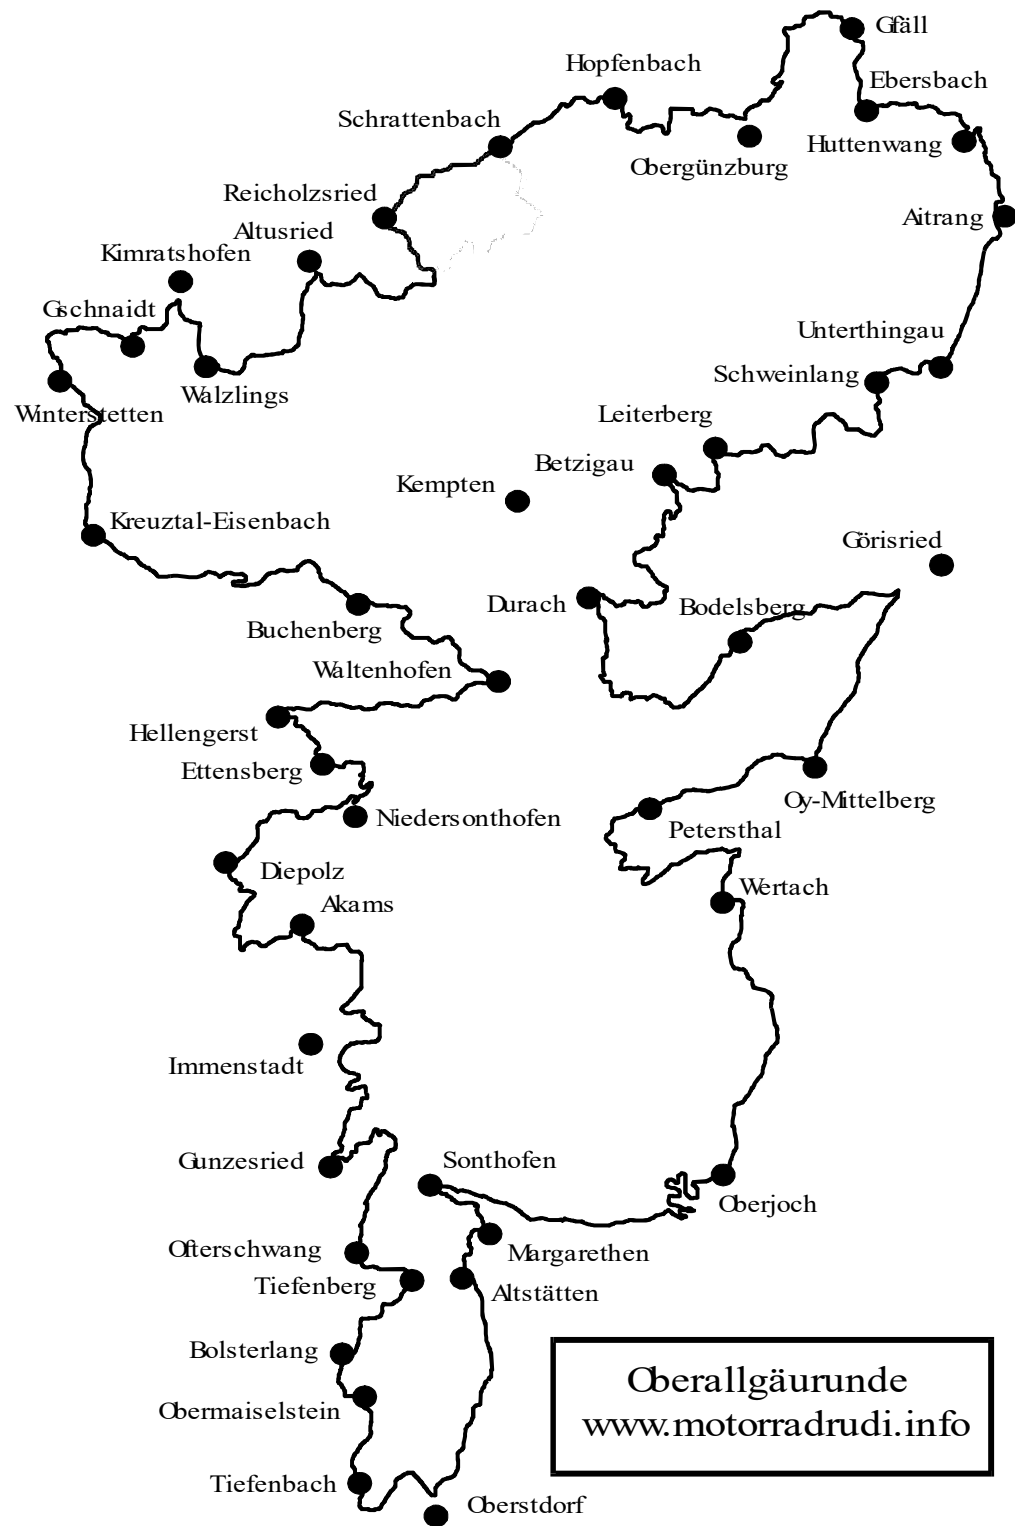 Gfäll
Hopfenbach
Ebersbach
Schrattenbach
Huttenwang
Obergünzburg
Reicholzsried
Aitrang
Altusried
Kimratshofen
Gschnaidt
Unterthingau
Schweinlang
Walzlings
Winterstetten
Leiterberg
Betzigau
Kempten
Kreuztal-Eisenbach
Görisried
Durach
Bodelsberg
Buchenberg
Waltenhofen
Hellengerst
Ettensberg
Oy-Mittelberg
Niedersonthofen
Petersthal
Diepolz
Wertach
Akams
Immenstadt
Gunzesried
Sonthofen
Oberjoch
Ofterschwang
Margarethen
Tiefenberg
Altstätten
Bolsterlang
Obermaiselstein
Tiefenbach
Oberstdorf
Oberallgäurunde
www.motorradrudi.info